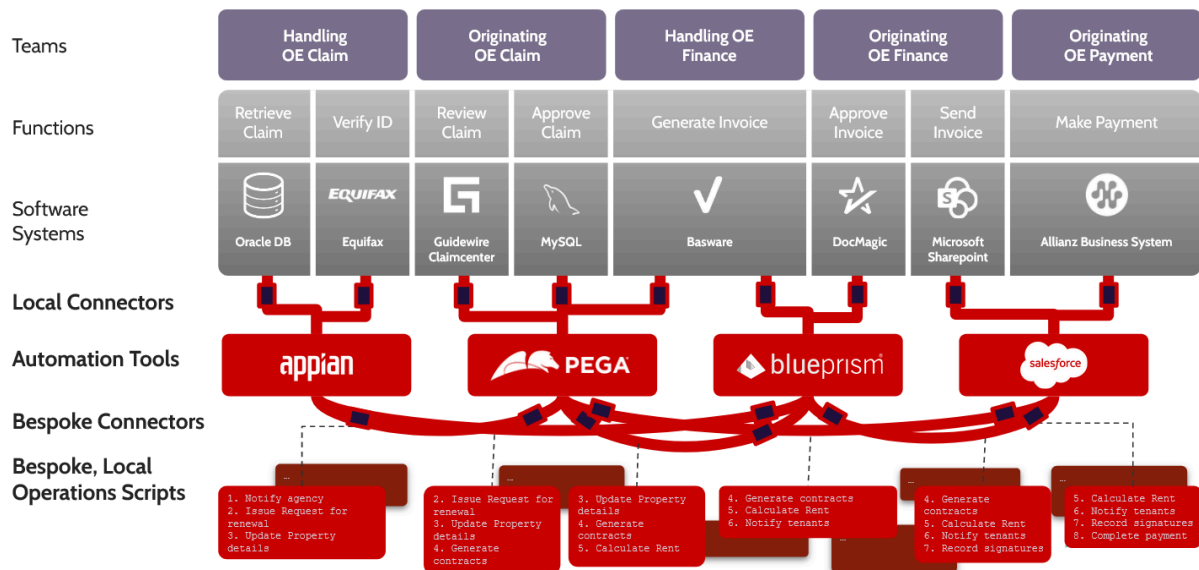 Teams
Handling
OE Claim
Originating
OE Claim
Handling OE
Finance
Originating
OE Finance
Originating
OE Payment
Functions
Retrieve
Claim
Verify ID
Review
Claim
Approve
Claim
Generate Invoice
Approve
Invoice
Send
Invoice
Make Payment
Software
Systems
EQUIFAX
S
Oracle DB
Equifax
Guidewire
Claimcenter
MySQL
Basware
DocMagic
Microsoft
Sharepoint
Allianz Business System
Local Connectors
Automation Tools
appian
PEGA
blueprism®
salesforce
Bespoke Connectors
Bespoke, Local
Operations Scripts
...
1. Notify agency
2. Issue Request for
renewal
3. Update Property
details
...
2. Issue Request for
renewal
3. Update Property
details
4. Generate
contracts
3. Update Property
details
4. Generate
contracts
5. Calculate Rent
4. Generate contracts
5. Calculate Rent
6. Notify tenants
...
4. Generate
contracts
5. Calculate Rent
6. Notify tenants
7. Record signatures
...
5. Calculate Rent
6. Notify tenants
7. Record signatures
8. Complete payment